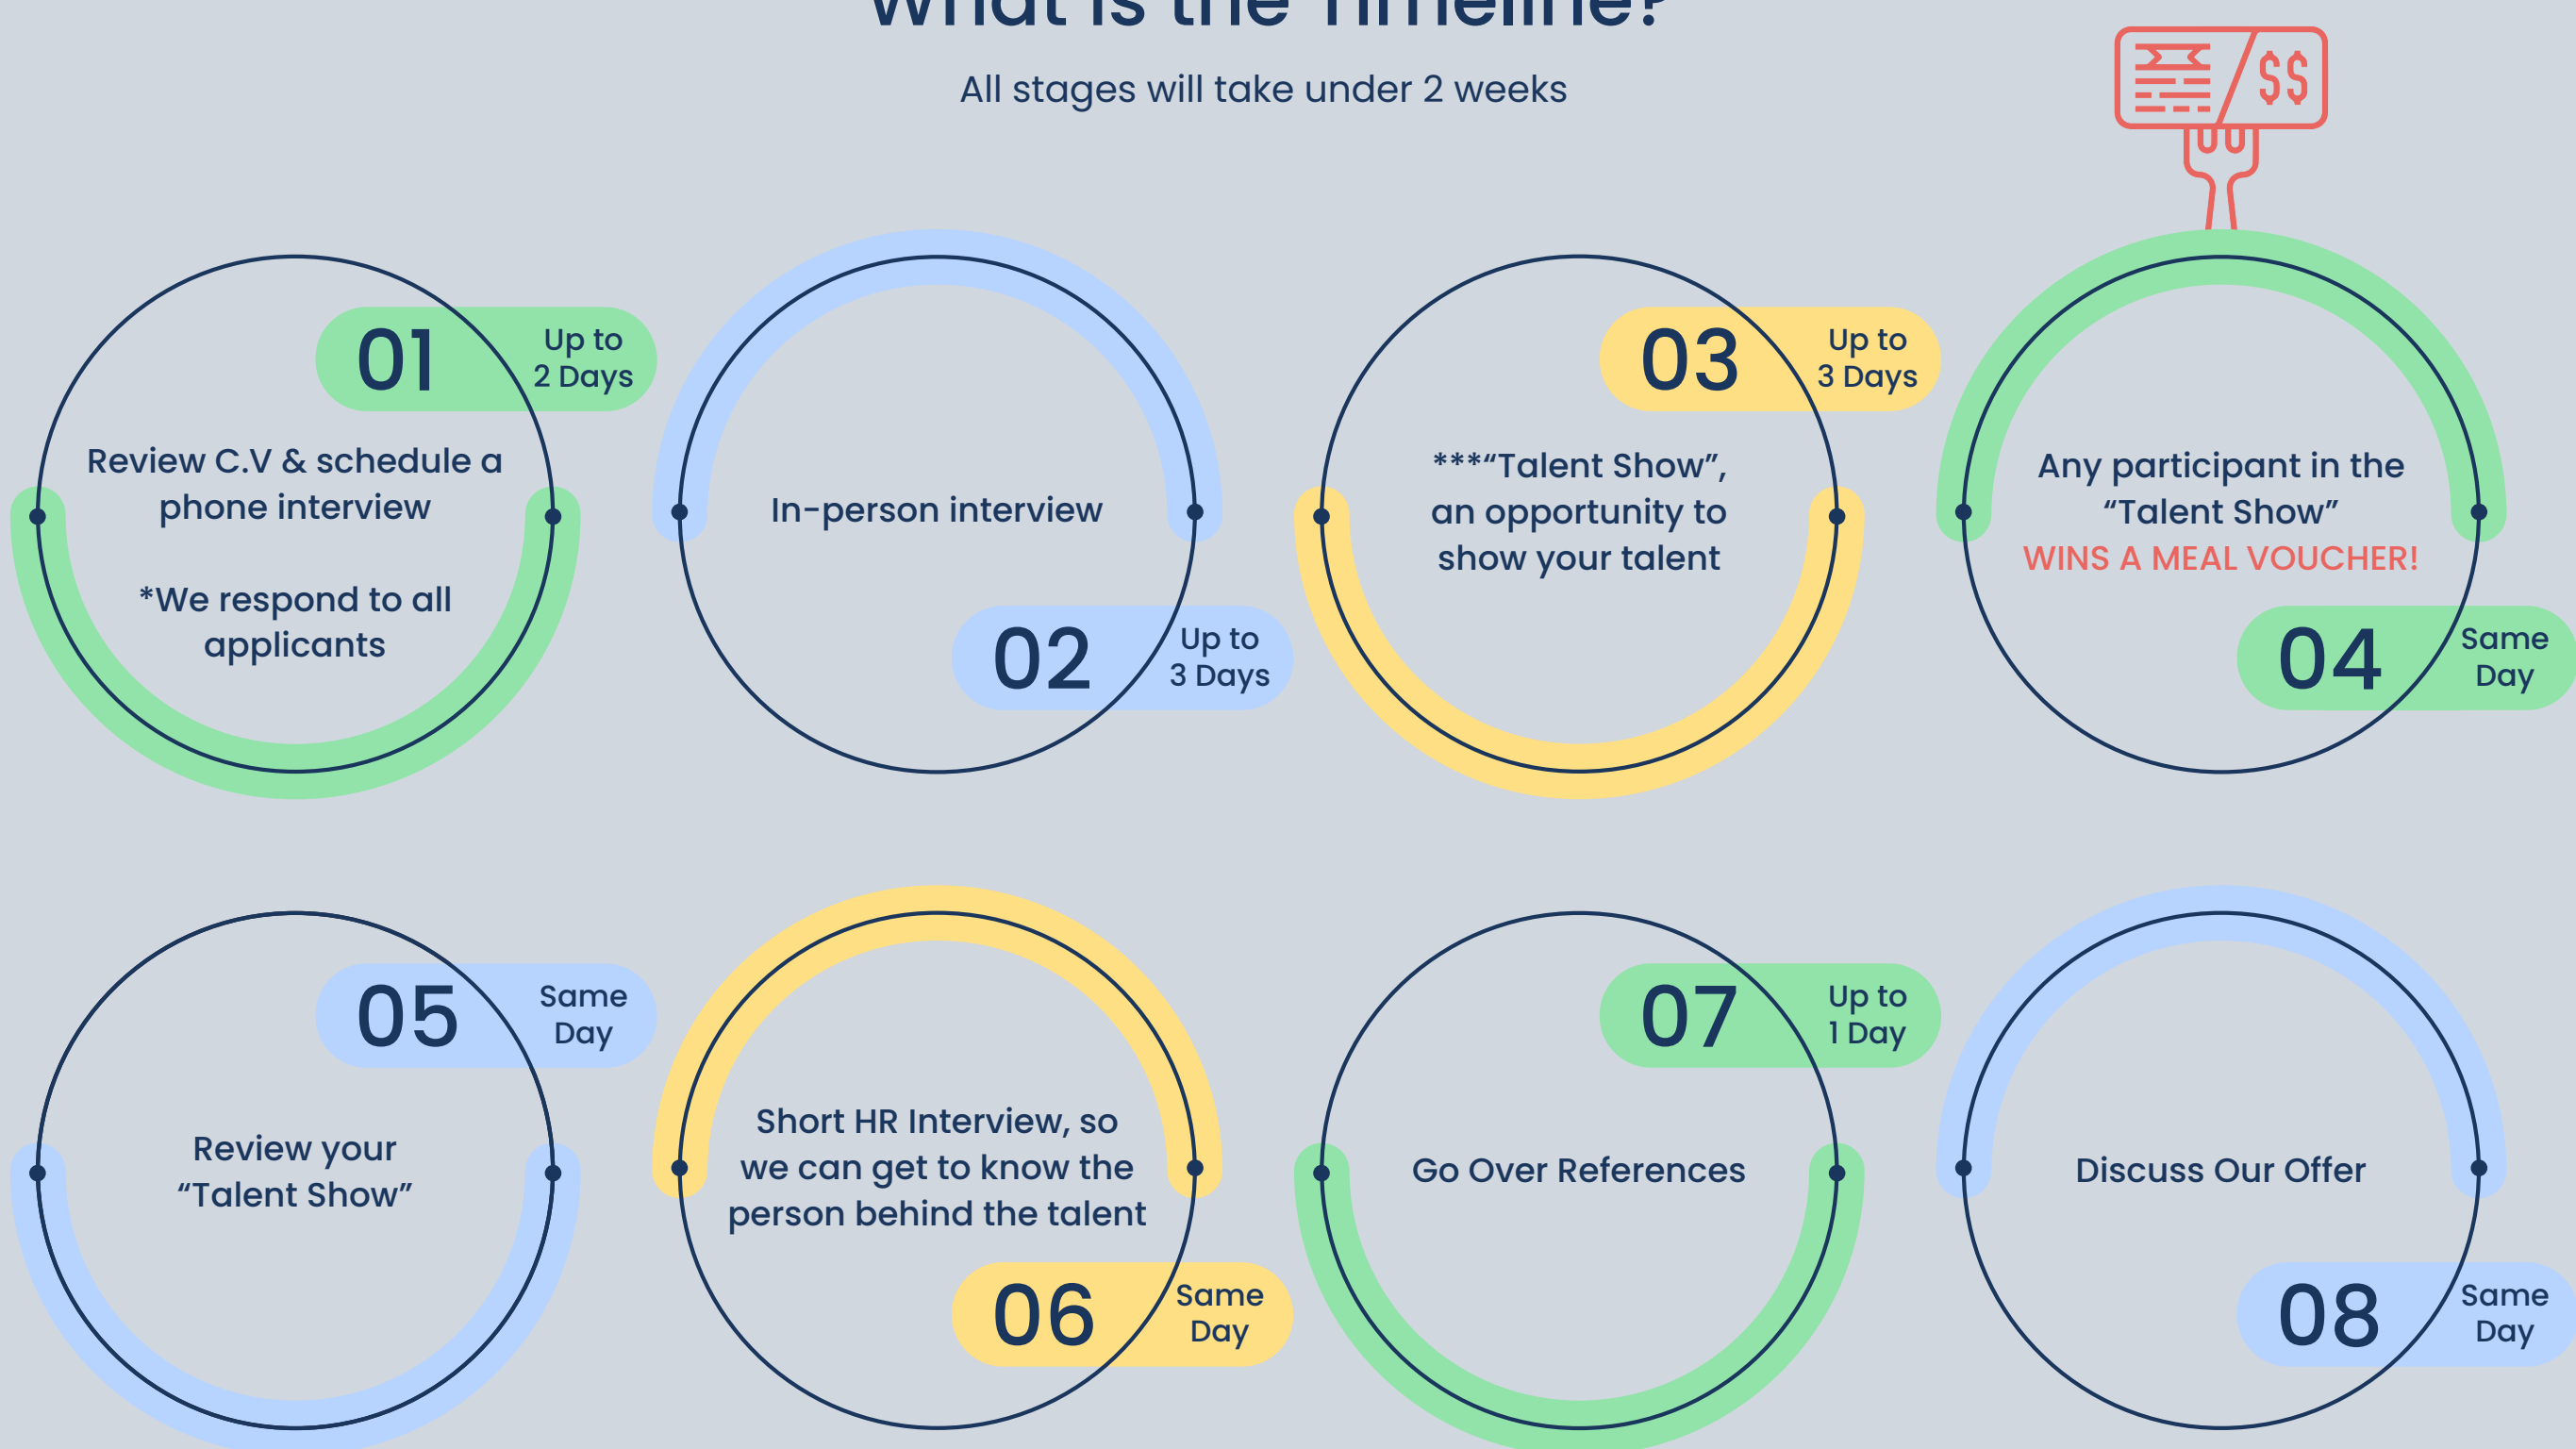 What is the Timeline?
All stages will take under 2 weeks
$$
01
Up to
2 Days
Review C.V & schedule a
phone interview
*We respond to all
applicants
In-person interview
02
Up to
3 Days
03
Up to
3 Days
***“Talent Show”,
an opportunity to
show your talent
Any participant in the
“Talent Show”
WINS A MEAL VOUCHER!
04
Same
Day
05
Same
Day
Review your
“Talent Show”
Short HR Interview, so
we can get to know the
person behind the talent
06
Same
Day
07
Up to
1 Day
Go Over References
Discuss Our Offer
08
Same
Day